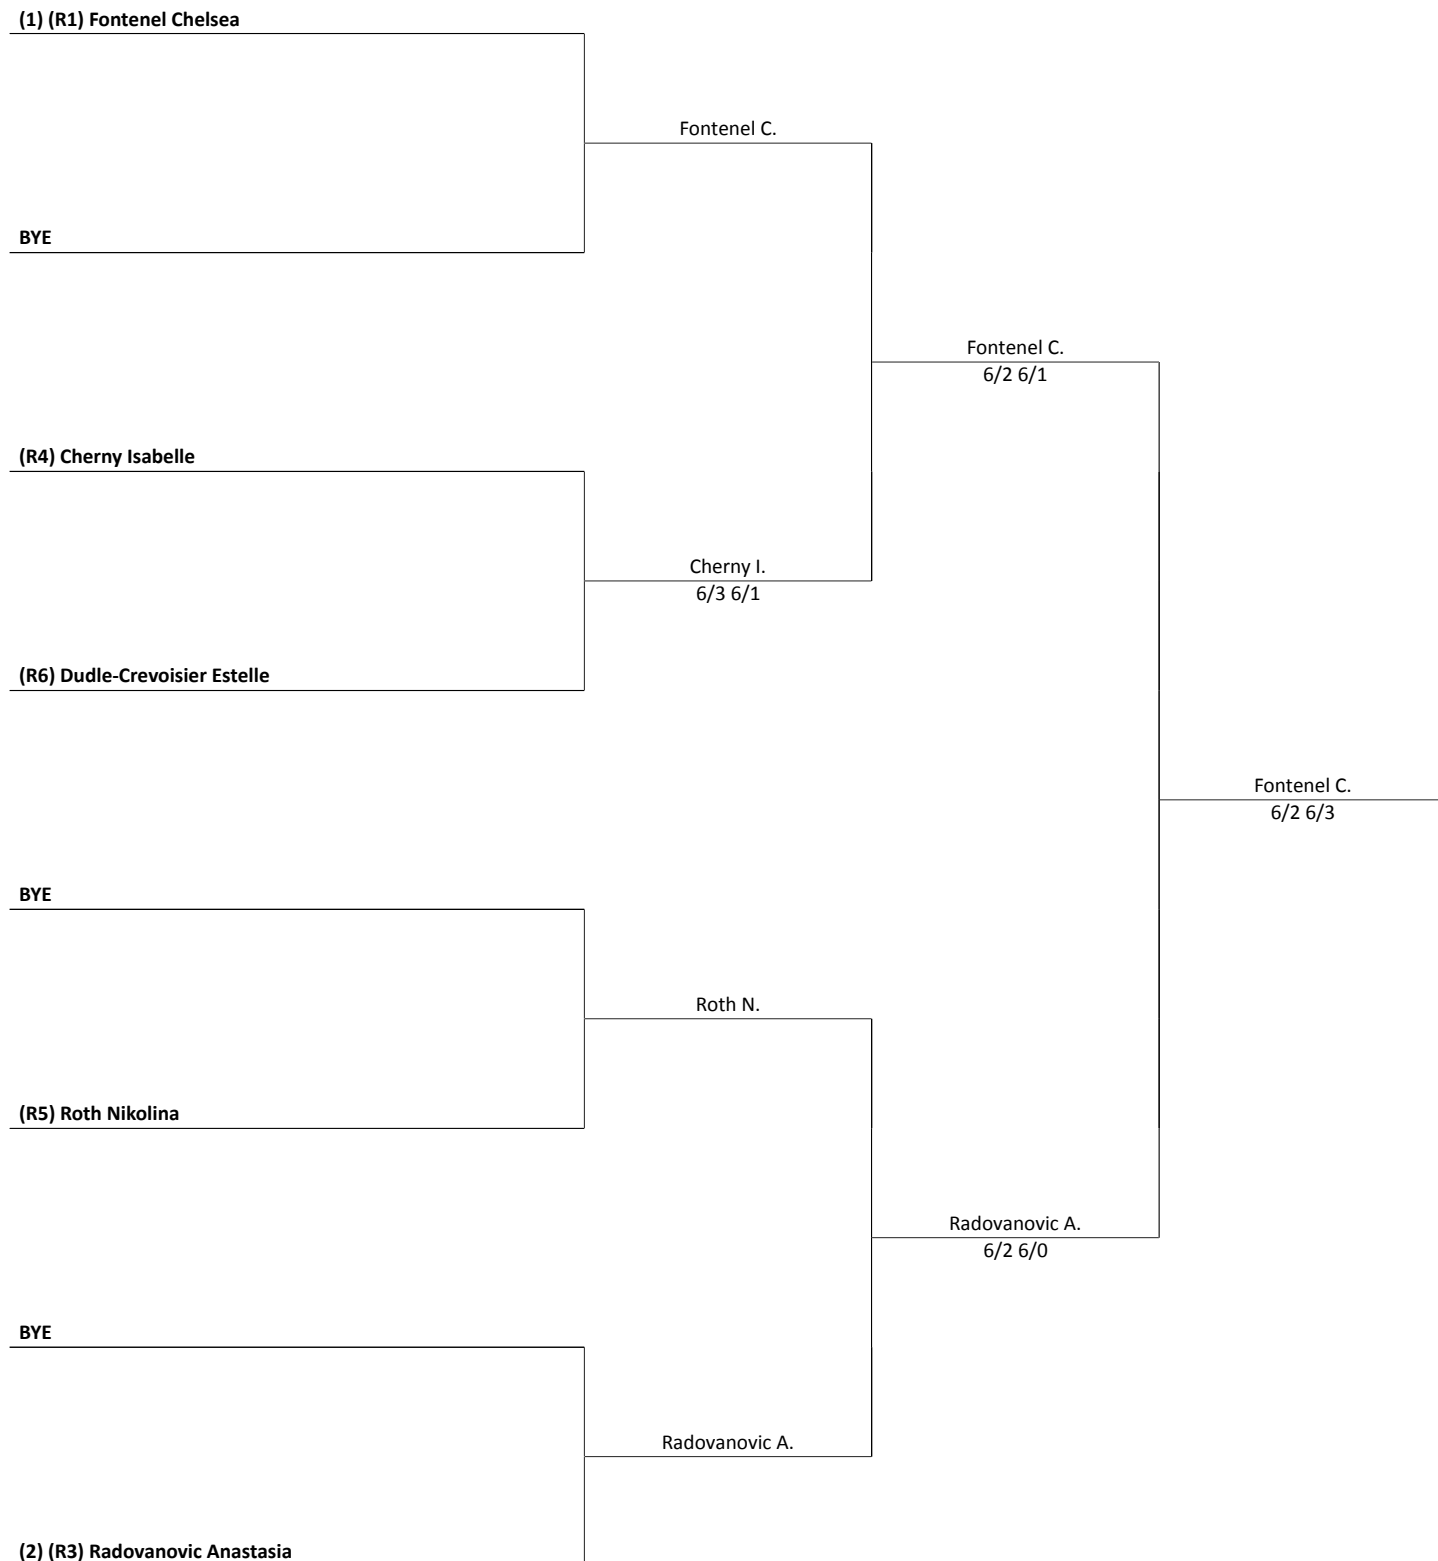 (1) (R1) Fontenel Chelsea
Fontenel C.
BYE
Fontenel C.
6/2 6/1
(R4) Cherny Isabelle
Cherny I.
6/3 6/1
(R6) Dudle-Crevoisier Estelle
Fontenel C.
6/2 6/3
BYE
Roth N.
(R5) Roth Nikolina
Radovanovic A.
6/2 6/0
BYE
Radovanovic A.
(2) (R3) Radovanovic Anastasia